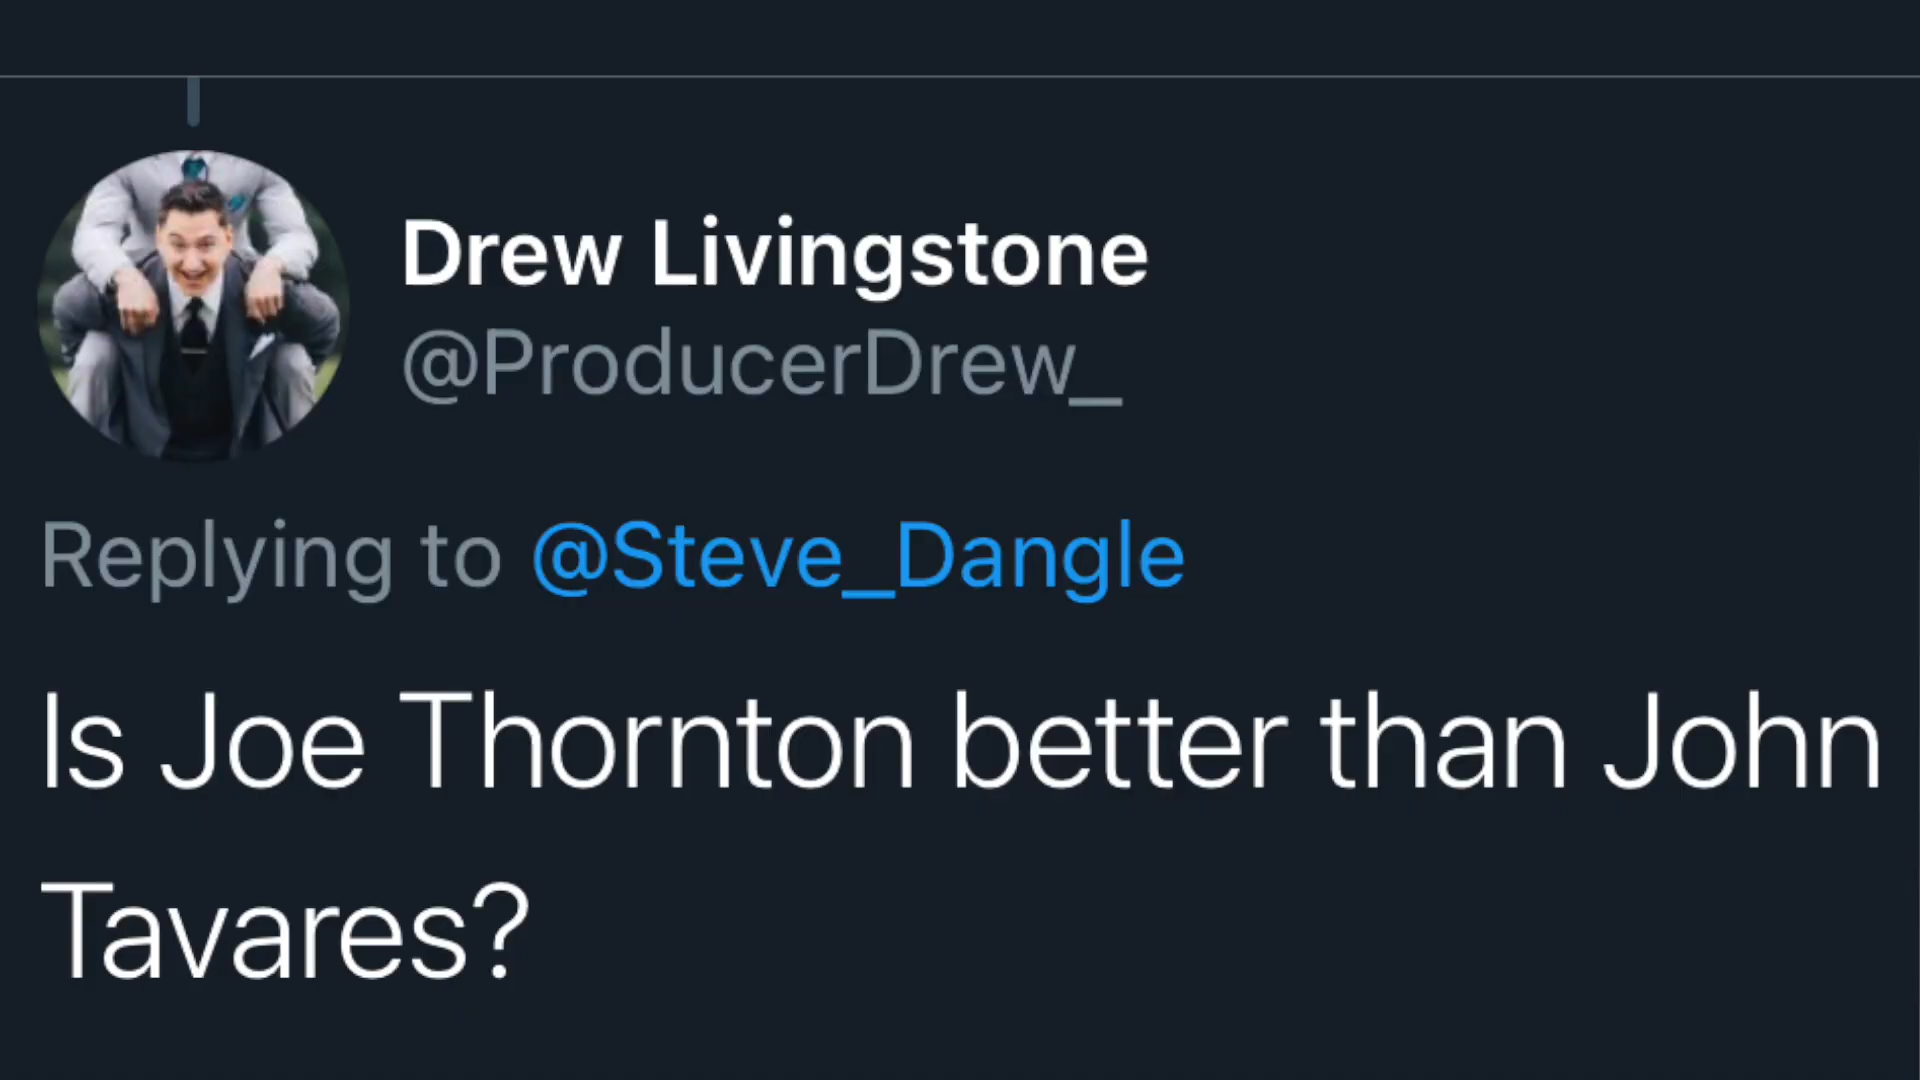 Drew Livingstone
@ProducerDrew_
Replying to @Steve_Dangle
Is Joe Thornton better than John
Tavares?